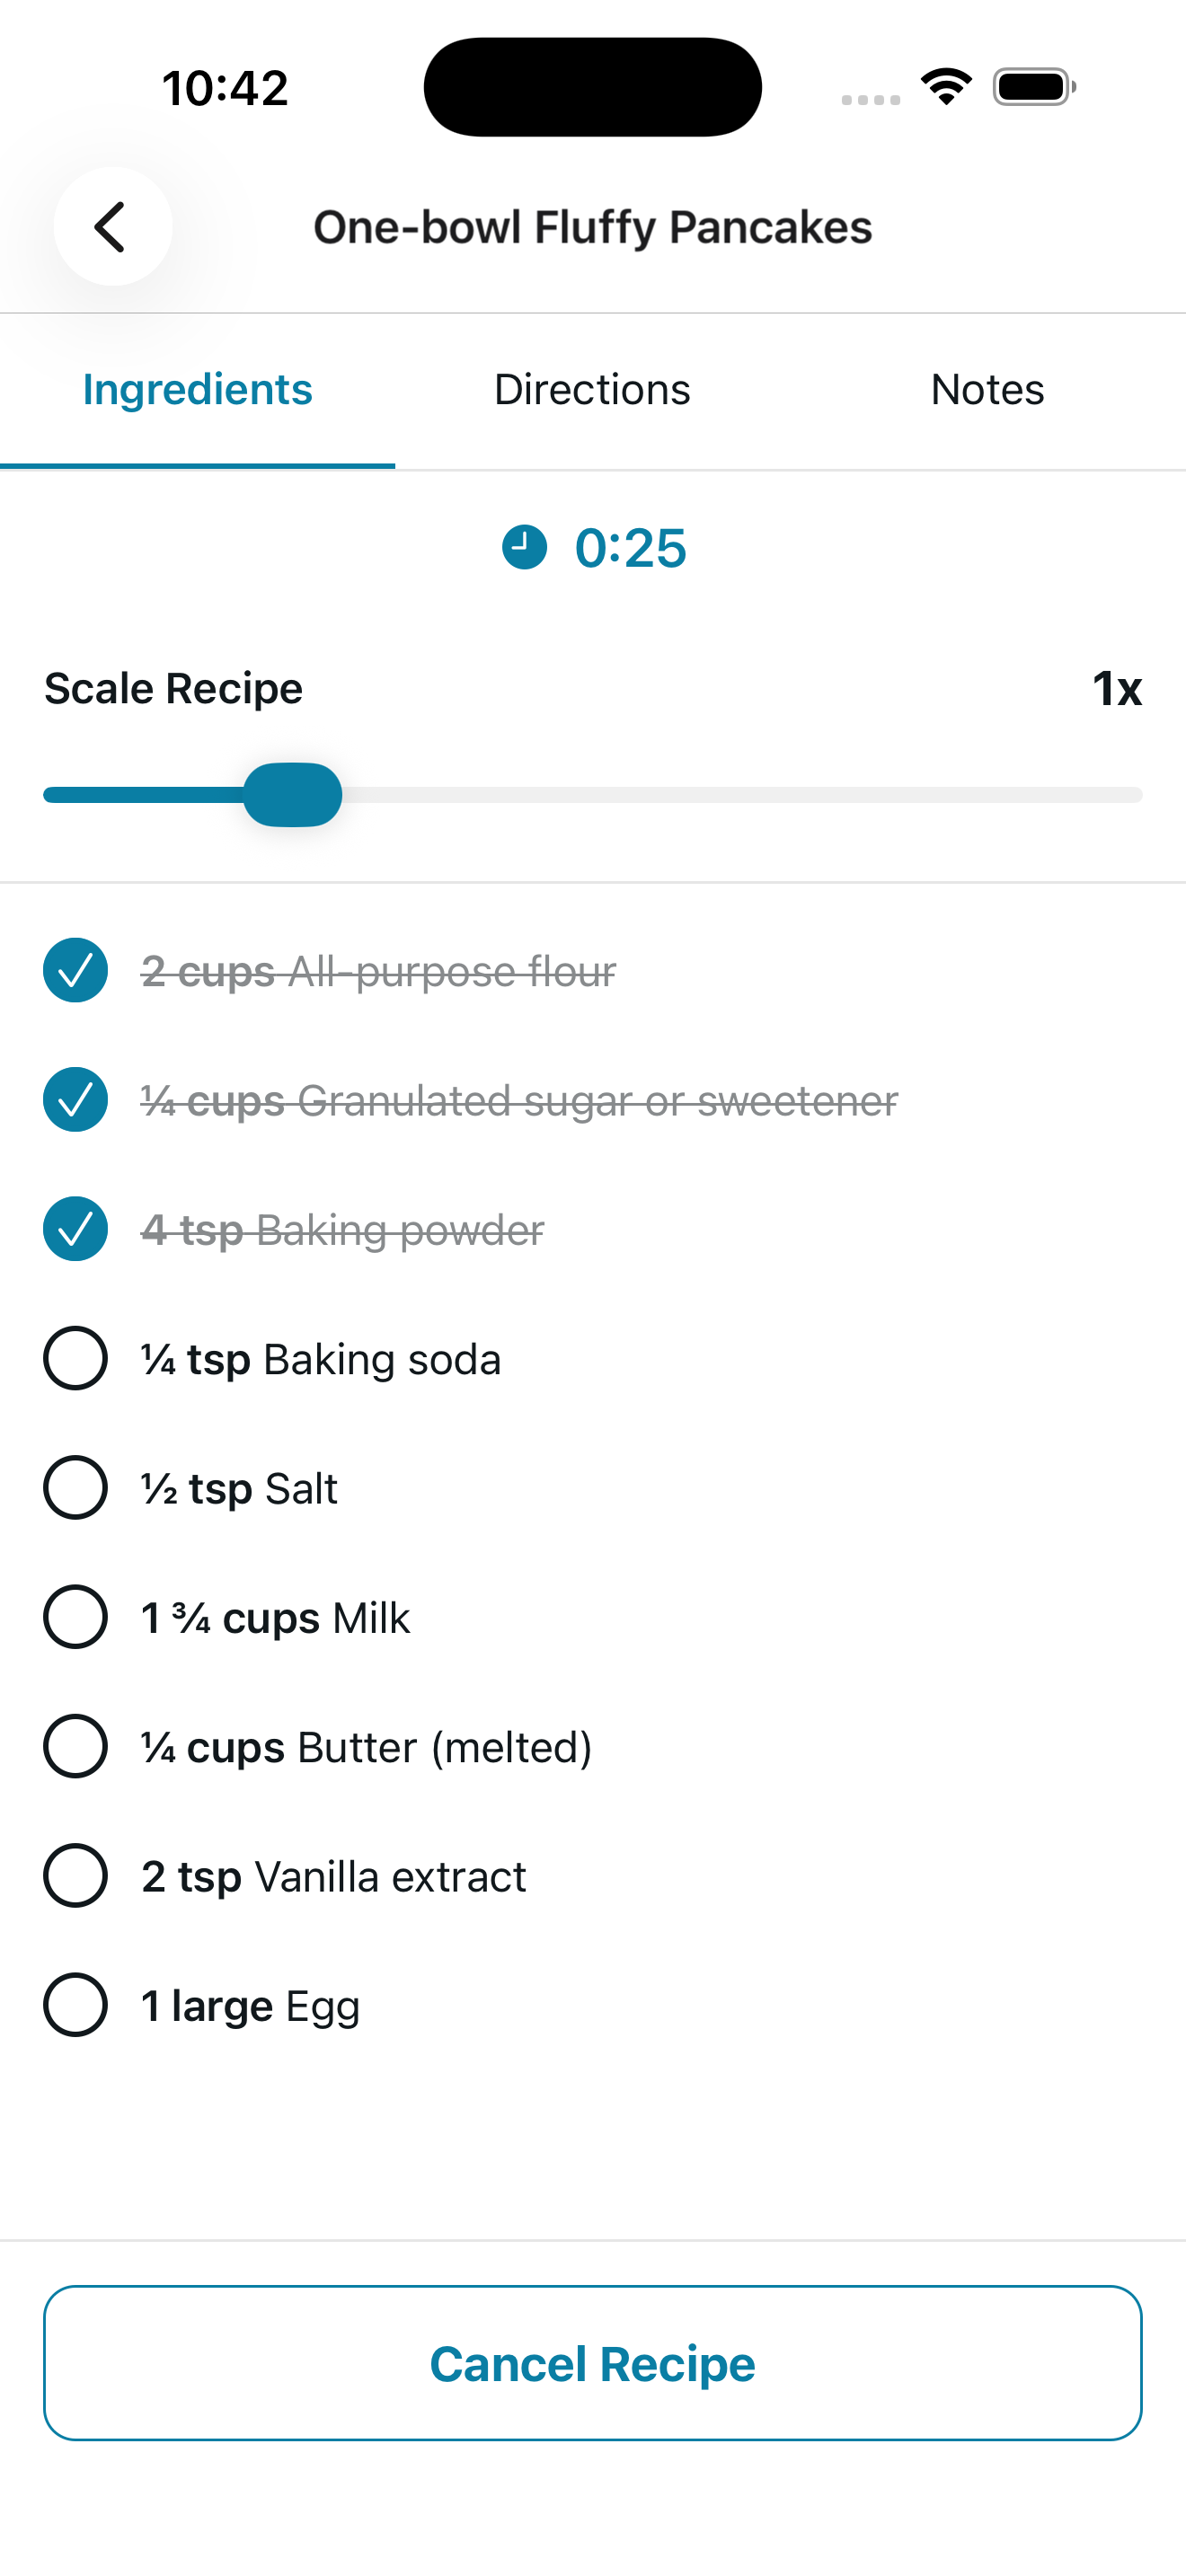 10:42
One-bowl Fluffy Pancakes
Ingredients Directions Notes
0:25
Scale Recipe 1x
2 cups All-purpose flour
¼ cups Granulated sugar or sweetener
4 tsp Baking powder
¼ tsp Baking soda
½ tsp Salt
1 ¾ cups Milk
¼ cups Butter (melted)
2 tsp Vanilla extract
1 large Egg
Cancel Recipe